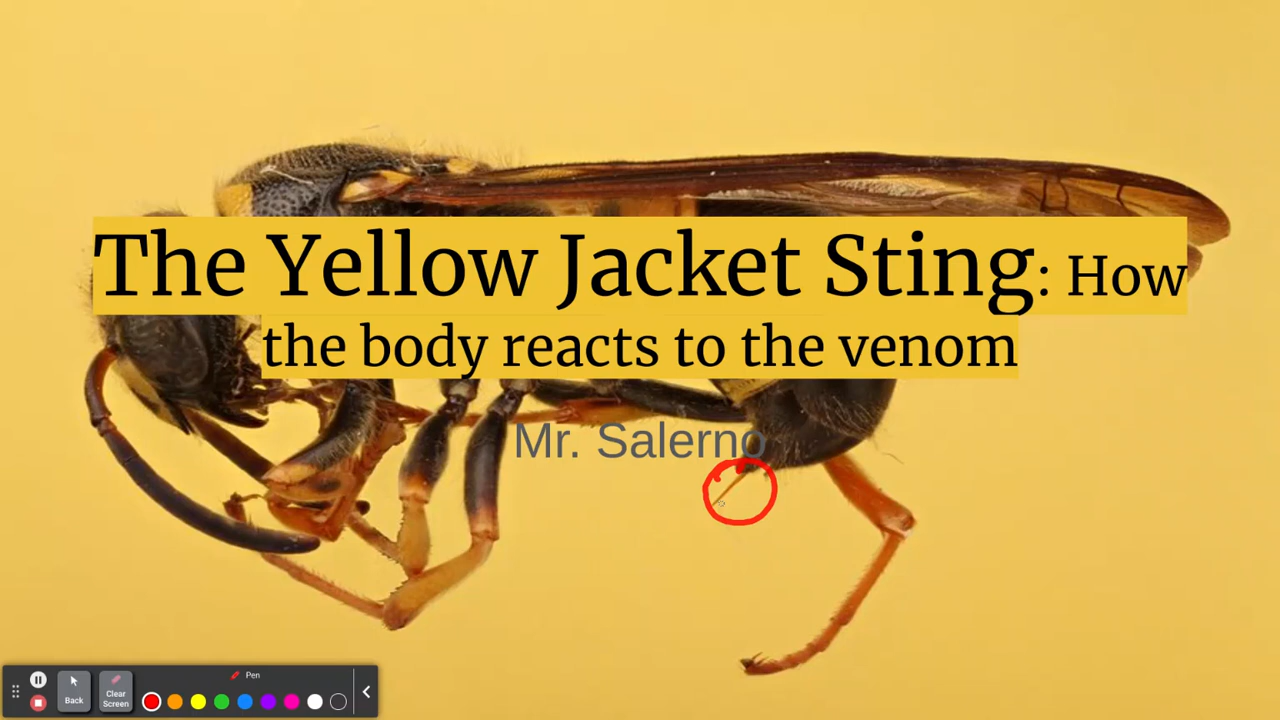 The Yellow Jacket Sting: How
the body reacts to the venom
Mr. Salerno
Pen
Back
Clear
Screen